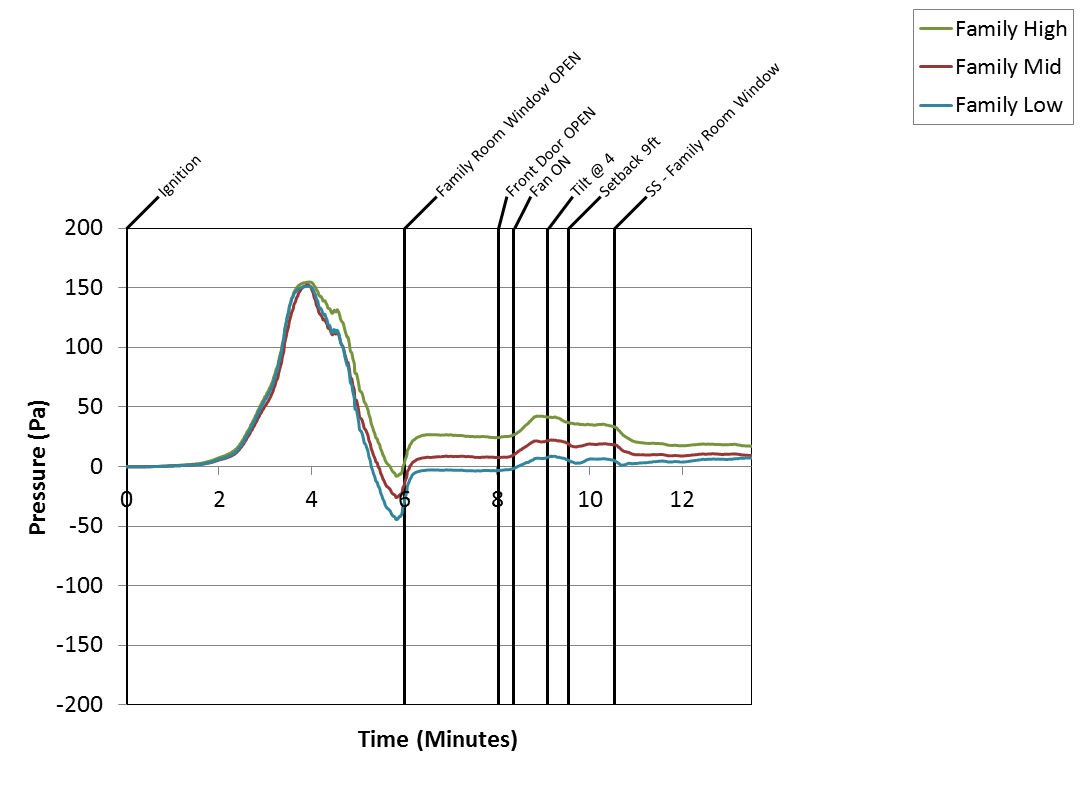 Family High
Family Mid
Family Low
Ignition
Family Room Window OPEN
Front Door OPEN
Fan ON
Tilt @ 4
Setback 9ft
SS - Family Room Window
200
150
100
50
0
-50
-100
-150
-200
0 2 4 6 8 10 12
Pressure (Pa)
Time (Minutes)